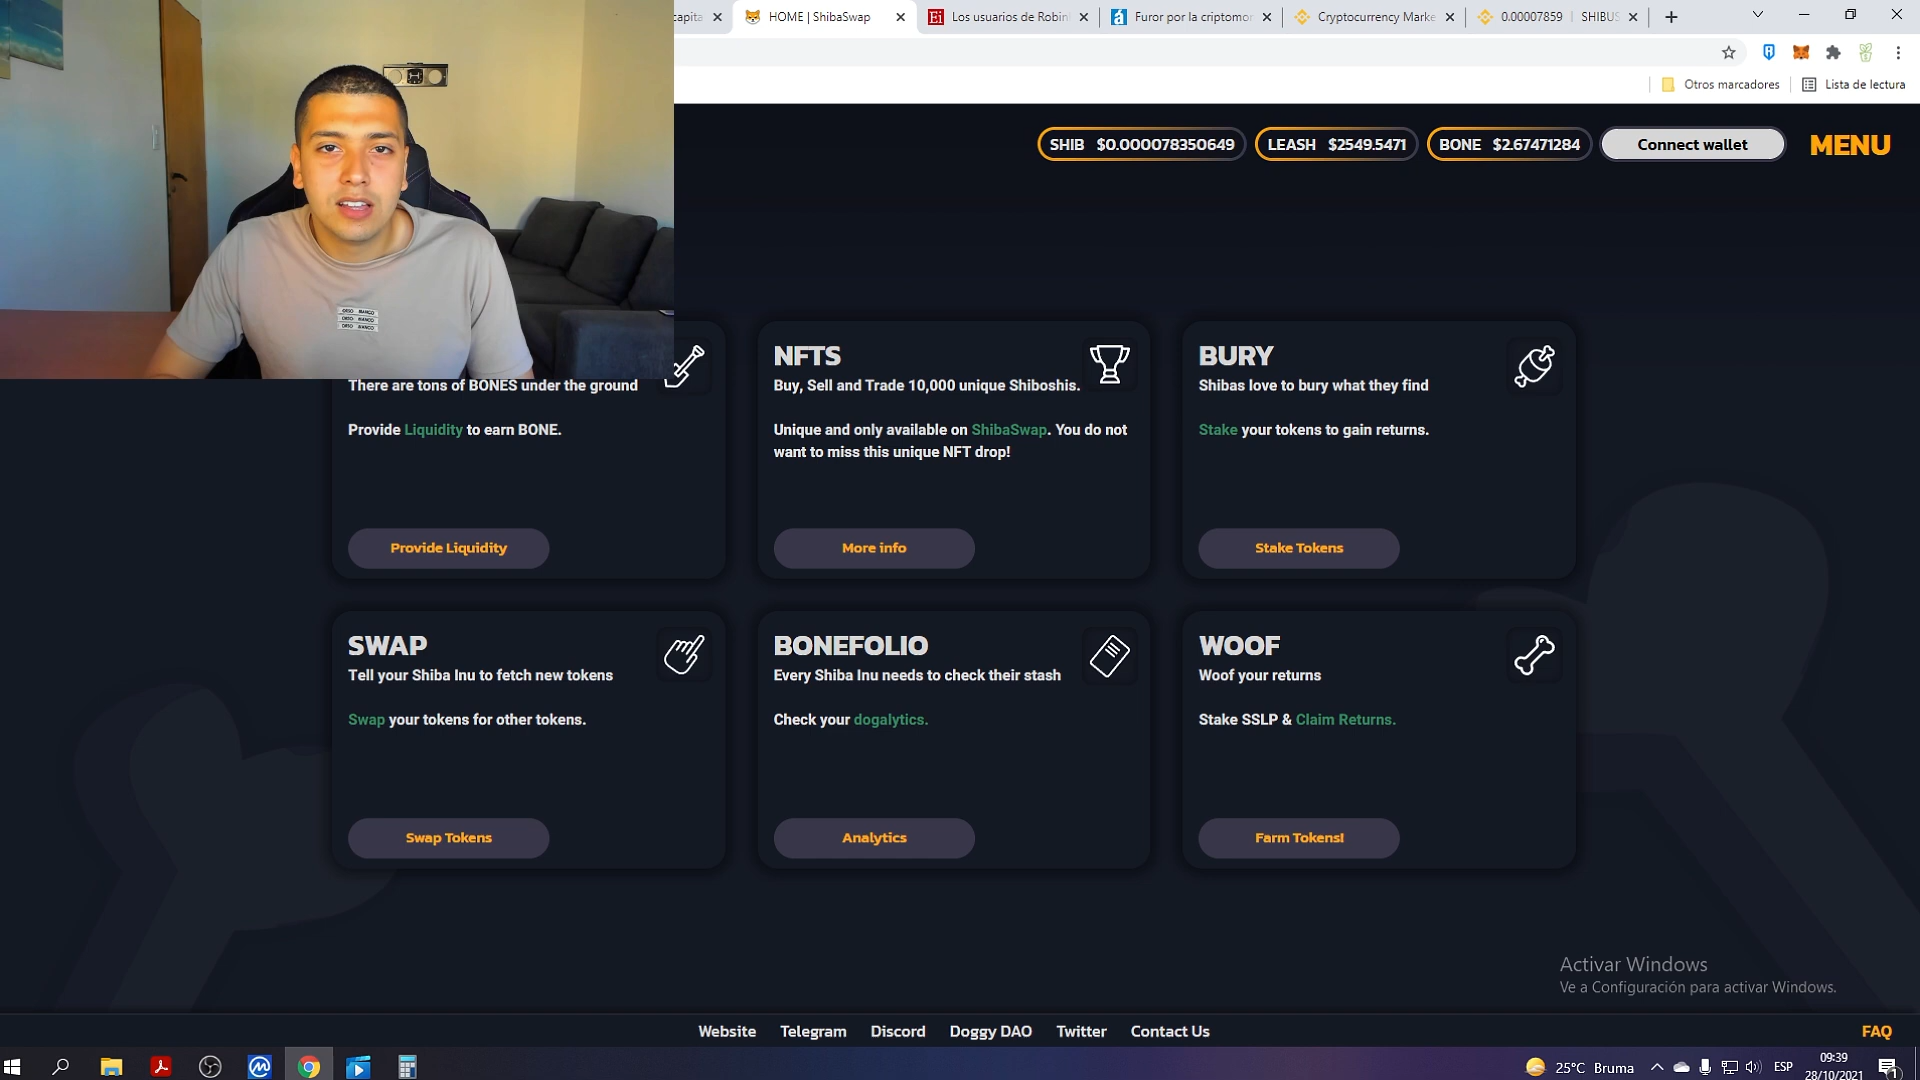 capita
HOME | ShibaSwap
Los usuarios de Robin
Furor por la criptomor
Cryptocurrency Marke
0.00007859 | SHIBUS
Otros marcadores
Lista de lectura
SHIB $0.000078350649
LEASH $2549.5471
BONE $2.67471284
Connect wallet
MENU
There are tons of BONES under the ground
Provide Liquidity to earn BONE.
Provide Liquidity
NFTS
Buy, Sell and Trade 10,000 unique Shiboshis.
Unique and only available on ShibaSwap. You do not
want to miss this unique NFT drop!
More info
BURY
Shibas love to bury what they find
Stake your tokens to gain returns.
Stake Tokens
SWAP
Tell your Shiba Inu to fetch new tokens
Swap your tokens for other tokens.
Swap Tokens
BONEFOLIO
Every Shiba Inu needs to check their stash
Check your dogalytics.
Analytics
WOOF
Woof your returns
Stake SSLP & Claim Returns.
Farm Tokens!
Activar Windows
Ve a Configuración para activar Windows.
Website Telegram Discord Doggy DAO Twitter Contact Us
FAQ
25°C Bruma
ESP
09:39
28/10/2021
1